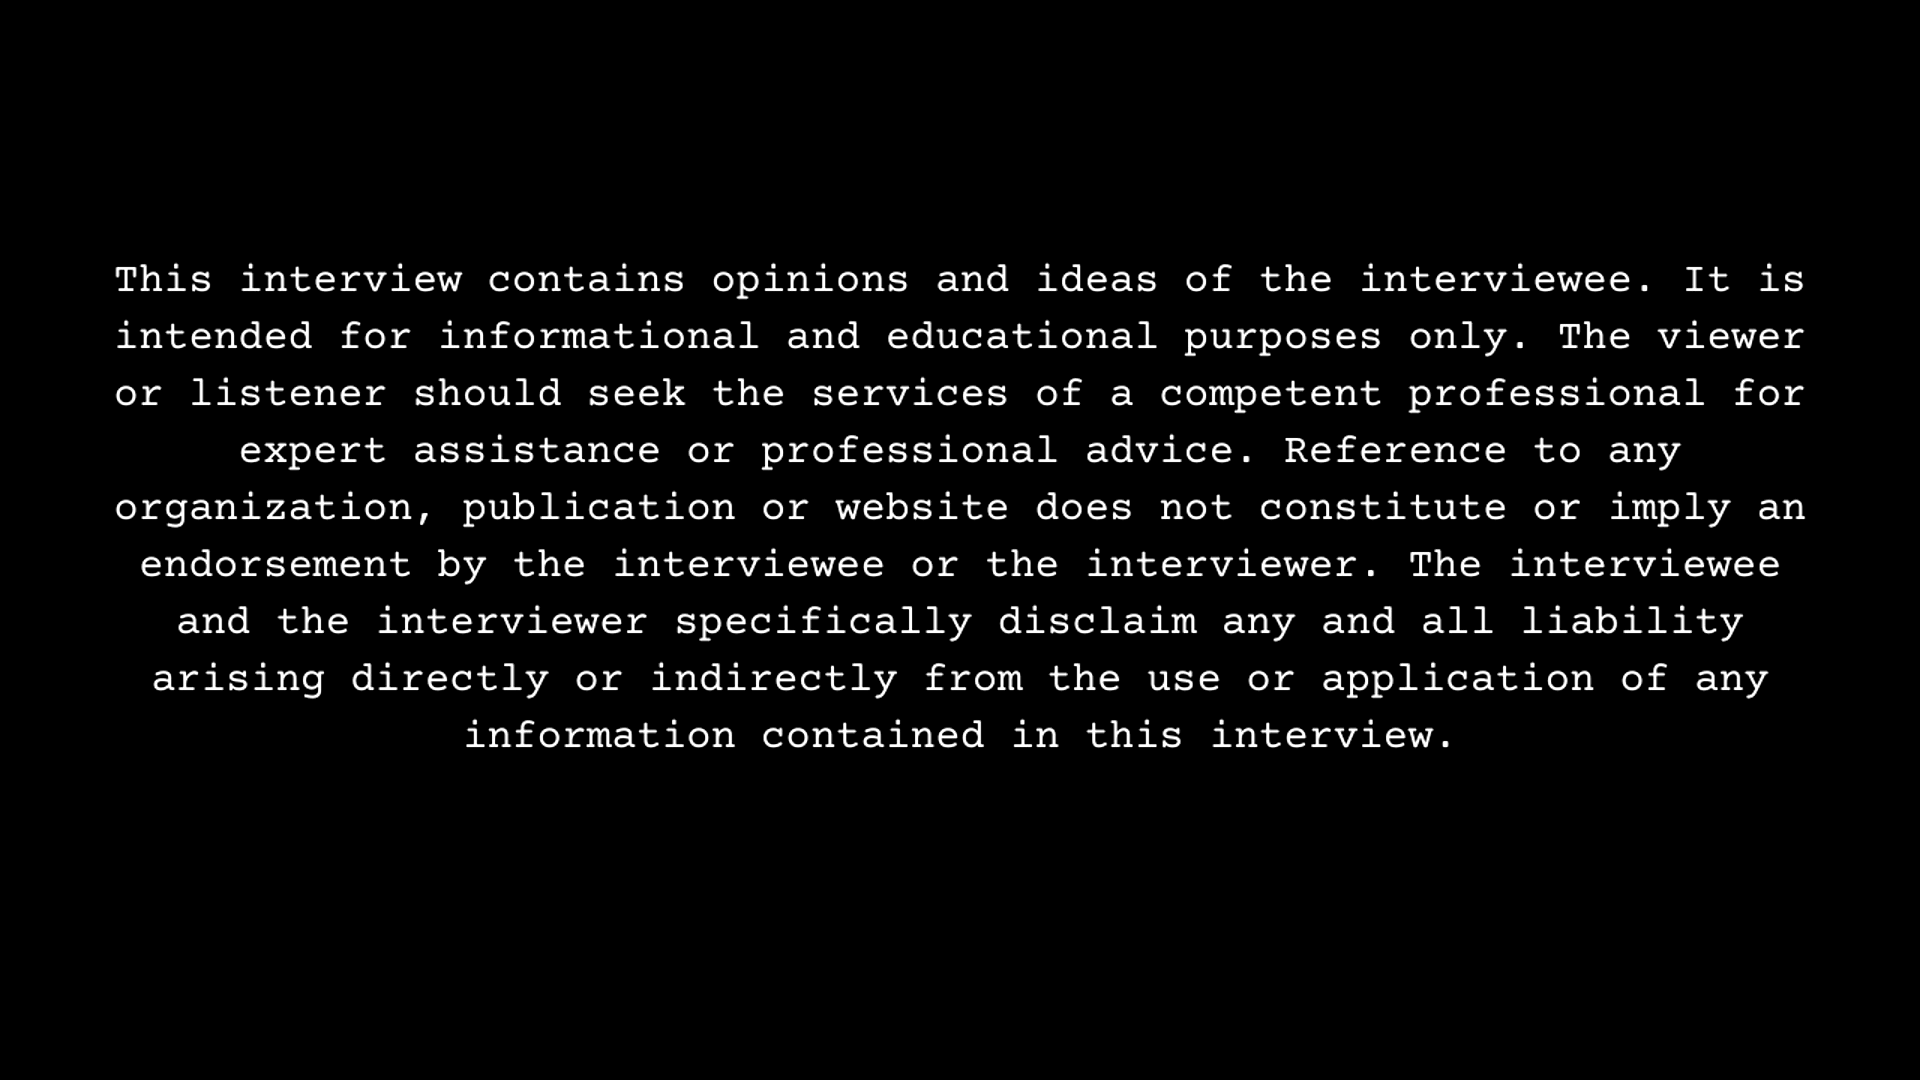 This interview contains opinions and ideas of the interviewee. It is
intended for informational and educational purposes only. The viewer
or listener should seek the services of a competent professional for
expert assistance or professional advice. Reference to any
organization, publication or website does not constitute or imply an
endorsement by the interviewee or the interviewer. The interviewee
and the interviewer specifically disclaim any and all liability
arising directly or indirectly from the use or application of any
information contained in this interview.